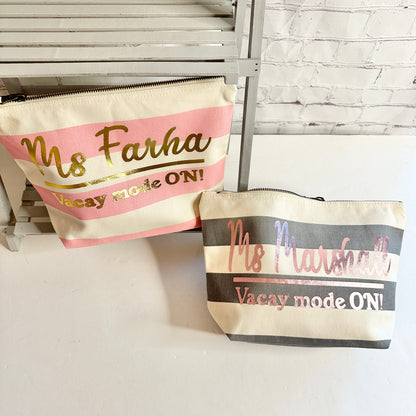 Ms Farha
Vacay mode ON!
Ms Marshall
Vacay mode ON!